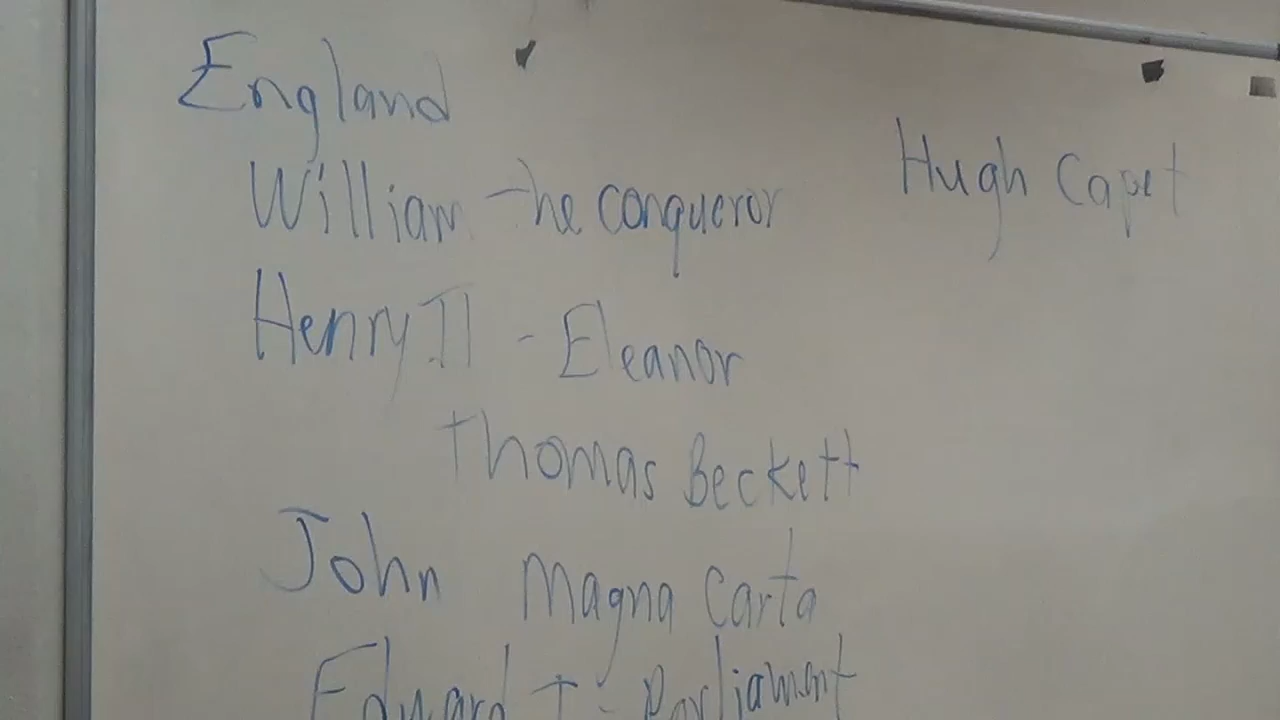 England
William the conqueror
Hugh Capet
Henry II - Eleanor
Thomas Beckett
John Magna Carta
Edward I: Parliament